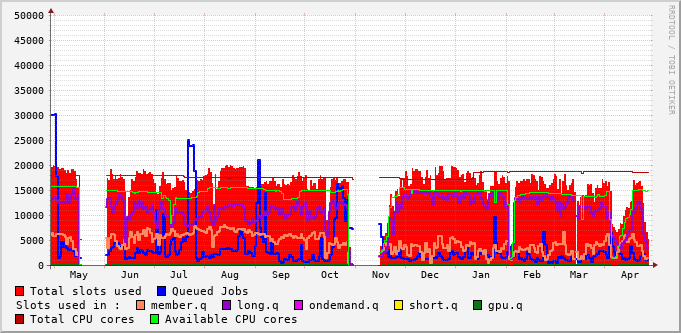 50000
45000
40000
35000
30000
25000
20000
15000
10000
5000
0
May Jun Jul Aug Sep Oct Nov Dec Jan Feb Mar Apr
Total slots used Queued Jobs
Slots used in : member.q long.q ondemand.q short.q gpu.q
Total CPU cores Available CPU cores
RRDTOOL / TOBI OETIKER